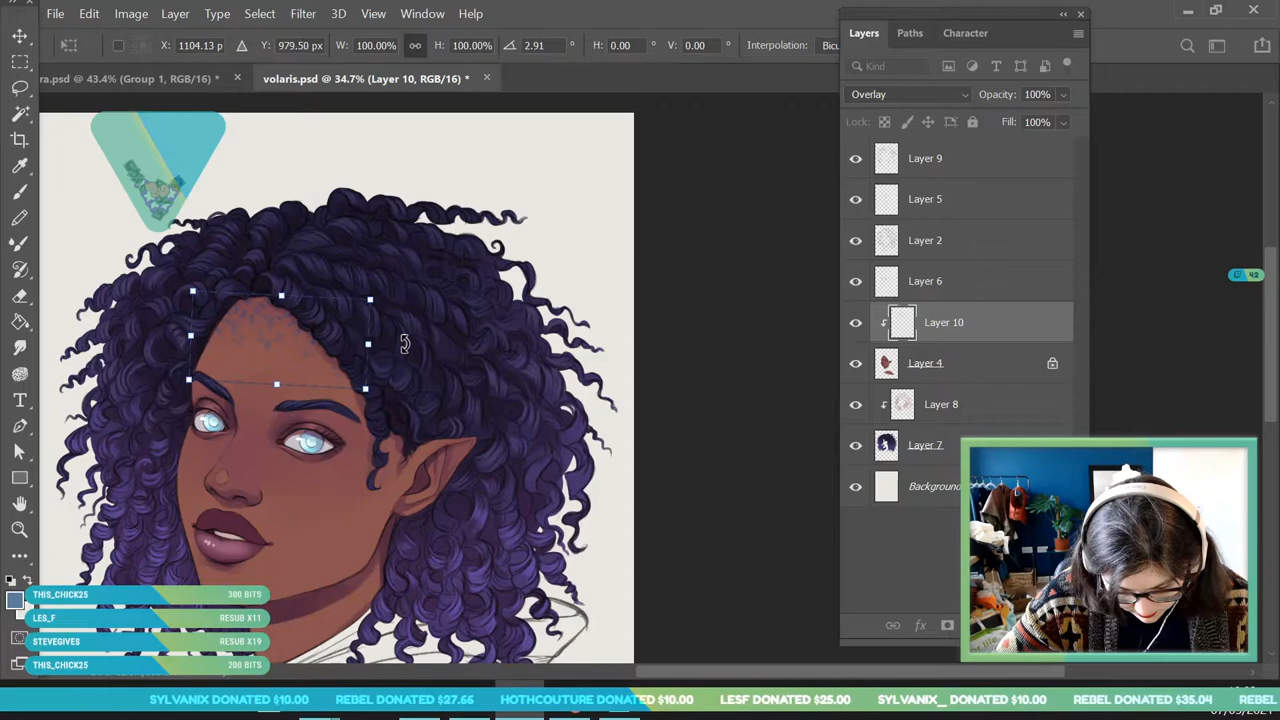 File Edit Image Layer Type Select Filter 3D View Window Help
X: 1104.13 p Y: 979.50 px W: 100.00% H: 100.00% 2.91 ° H: 0.00 ° V: 0.00 ° Interpolation: Bicu
ra.psd @ 43.4% (Group 1, RGB/16) * × volaris.psd @ 34.7% (Layer 10, RGB/16) * ×
Layers Paths Character
Kind
Overlay Opacity: 100%
Lock: Fill: 100%
Layer 9
Layer 5
Layer 2
Layer 6
Layer 10
Layer 4
Layer 8
Layer 7
Background
fx
42
THIS_CHICK25 300 BITS
LES_F RESUB X11
STEVEGIVES RESUB X19
THIS_CHICK25 200 BITS
SYLVANIX DONATED $10.00 REBEL DONATED $27.66 HOTHCOUTURE DONATED $10.00 LESF DONATED $25.00 SYLVANIX_ DONATED $10.00 REBEL DONATED $35.04 REBEL